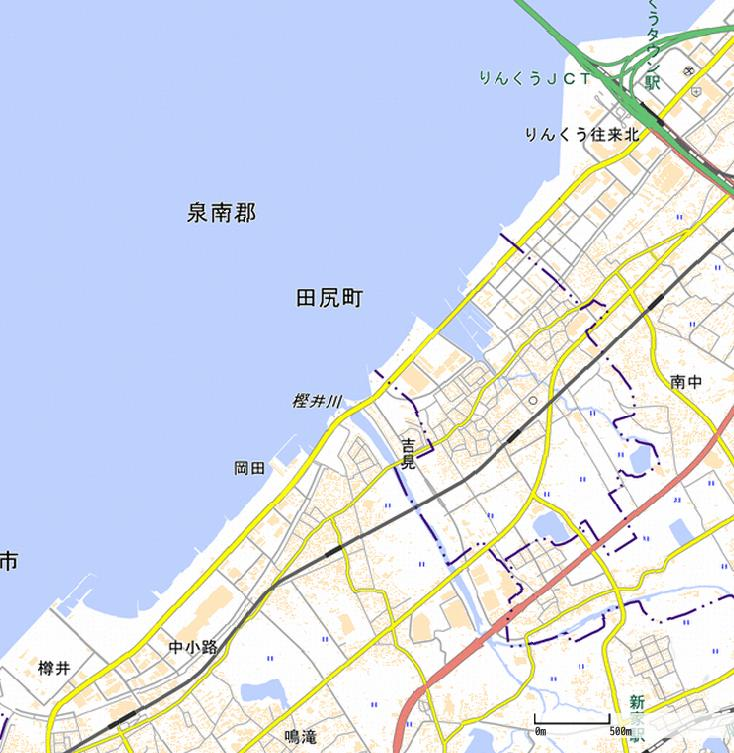 くうタウン駅
りんくうＪＣＴ
りんくう往来北
泉南郡
田尻町
南中
樫井川
吉見
岡田
市
中小路
樽井
新家駅
鳴滝
0m 500m